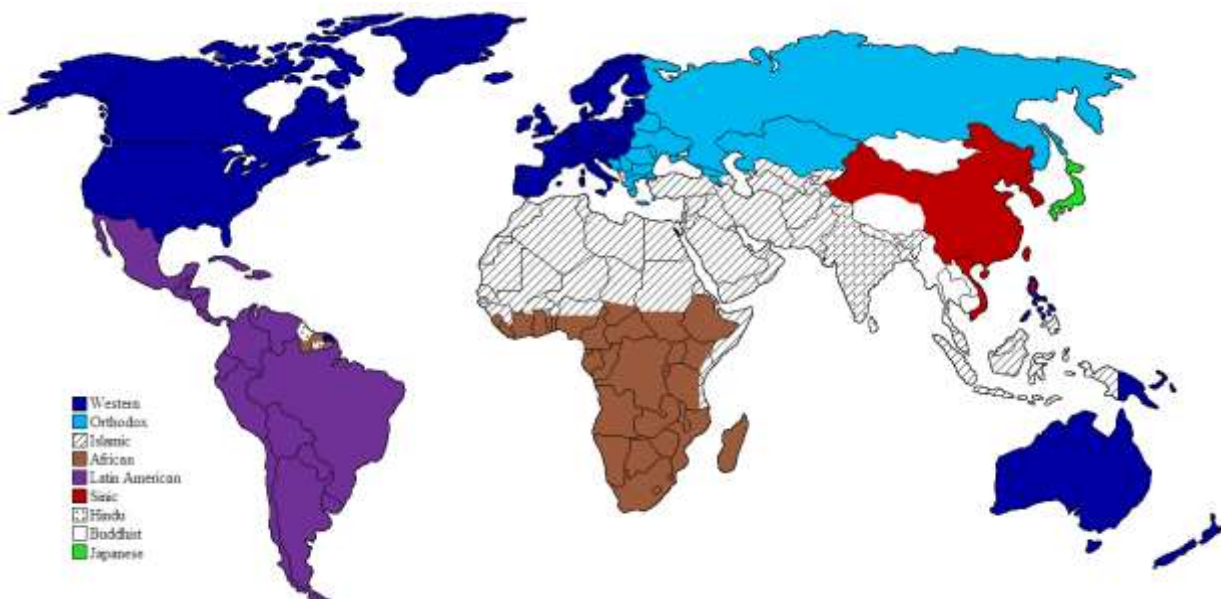 Western
Orthodox
Islamic
African
Latin American
Sinic
Hindu
Buddhist
Japanese